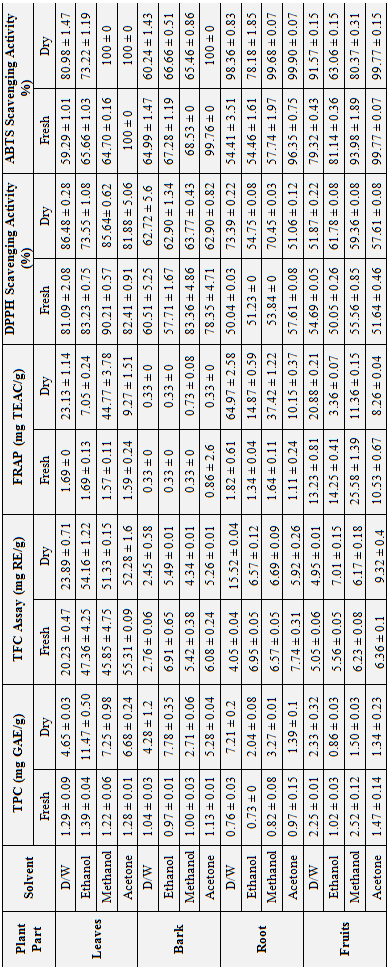 Plant Part Solvent TPC (mg GAE/g) TFC Assay (mg RE/g) FRAP (mg TEAC/g) DPPH Scavenging Activity (%) ABTS Scavenging Activity %)
Fresh Dry Fresh Dry Fresh Dry Fresh Dry Fresh Dry
Leaves D/W 1.29 ± 0.09 4.63 ± 0.03 20.23 ± 0.47 23.89 ± 0.71 1.69 ± 0 23.13 ± 1.14 81.09 ± 2.08 86.48 ± 0.28 59.29 ± 1.01 80.98 ± 1.47
Ethanol 1.39 ± 0.04 11.47 ± 0.50 47.36 ± 4.25 54.16 ± 1.22 1.69 ± 0.13 7.05 ± 0.24 83.23 ± 0.75 73.55 ± 1.08 65.66 ± 1.03 73.22 ± 1.19
Methanol 1.22 ± 0.06 7.25 ± 0.98 45.85 ± 4.75 51.33 ± 0.15 1.57 ± 0.11 44.77 ± 3.78 90.21 ± 0.37 85.64 ± 0.62 64.70 ± 0.16 100 ± 0
Acetone 1.28 ± 0.01 6.68 ± 0.24 55.31 ± 0.09 52.28 ± 1.6 1.59 ± 0.24 9.27 ± 1.51 82.41 ± 0.91 81.88 ± 5.06 100 ± 0 100 ± 0
Bark D/W 1.04 ± 0.03 4.28 ± 1.2 2.76 ± 0.06 2.45 ± 0.58 0.33 ± 0 0.33 ± 0 60.51 ± 5.25 62.72 ± 5.6 64.99 ± 1.47 60.24 ± 1.43
Ethanol 0.97 ± 0.01 7.78 ± 0.35 6.91 ± 0.65 5.49 ± 0.01 0.33 ± 0 0.33 ± 0 57.71 ± 1.67 62.90 ± 1.34 67.28 ± 1.19 66.66 ± 0.51
Methanol 1.00 ± 0.03 2.71 ± 0.06 5.42 ± 0.38 4.34 ± 0.01 0.33 ± 0 0.73 ± 0.08 83.36 ± 4.86 63.77 ± 0.43 68.53 ± 0 65.46 ± 0.86
Acetone 1.13 ± 0.01 5.28 ± 0.04 6.08 ± 0.24 5.26 ± 0.01 0.86 ± 2.6 0.33 ± 0 78.35 ± 4.71 62.90 ± 0.82 99.76 ± 0 100 ± 0
Root D/W 0.76 ± 0.03 7.21 ± 0.2 4.05 ± 0.04 15.52 ± 0.04 1.82 ± 0.61 64.97 ± 2.58 50.04 ± 0.03 73.39 ± 0.22 54.41 ± 3.51 98.36 ± 0.83
Ethanol 0.73 ± 0 2.04 ± 0.08 6.95 ± 0.05 6.57 ± 0.12 1.34 ± 0.04 14.87 ± 0.59 51.23 ± 0 54.75 ± 0.08 54.46 ± 1.61 78.18 ± 1.85
Methanol 0.82 ± 0.08 3.27 ± 0.01 6.57 ± 0.05 6.69 ± 0.09 1.64 ± 0.11 37.42 ± 1.22 53.84 ± 0 70.45 ± 0.03 57.74 ± 1.97 99.68 ± 0.07
Acetone 0.97 ± 0.15 1.39 ± 0.1 7.74 ± 0.31 5.92 ± 0.26 1.11 ± 0.24 10.15 ± 0.37 57.61 ± 0.08 51.06 ± 0.12 96.35 ± 0.75 99.90 ± 0.07
Fruits D/W 2.25 ± 0.01 2.33 ± 0.32 5.05 ± 0.06 4.95 ± 0.01 13.23 ± 0.81 20.88 ± 0.21 54.69 ± 0.05 51.87 ± 0.22 79.32 ± 0.43 91.57 ± 0.15
Ethanol 1.02 ± 0.03 0.86 ± 0.03 5.56 ± 0.05 7.01 ± 0.15 14.25 ± 0.41 3.36 ± 0.07 50.05 ± 0.26 61.78 ± 0.08 81.14 ± 0.36 63.06 ± 0.15
Methanol 2.52 ± 0.12 1.50 ± 0.03 6.23 ± 0.08 6.17 ± 0.18 25.58 ± 1.39 11.36 ± 0.15 55.56 ± 0.85 59.36 ± 0.08 93.98 ± 1.89 80.37 ± 0.31
Acetone 1.47 ± 0.14 1.34 ± 0.23 6.36 ± 0.1 9.32 ± 0.4 10.53 ± 0.67 8.26 ± 0.04 51.64 ± 0.46 57.61 ± 0.08 99.77 ± 0.07 99.77 ± 0.15